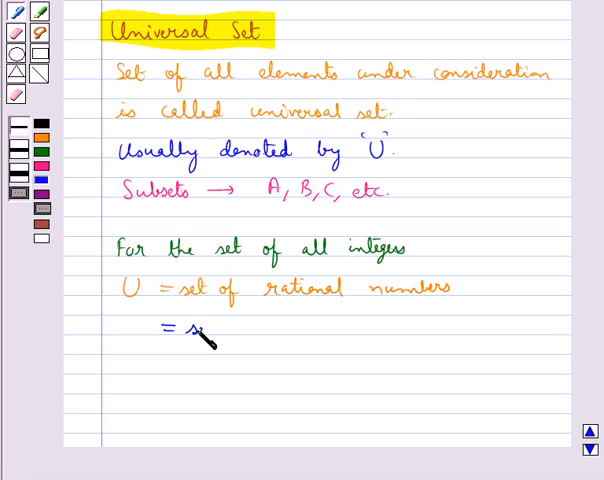 Universal Set
Set of all elements under consideration
is called universal set.
Usually denoted by 'U'.
Subsets → A, B, C, etc.
For the set of all integers
U = set of rational numbers
= s